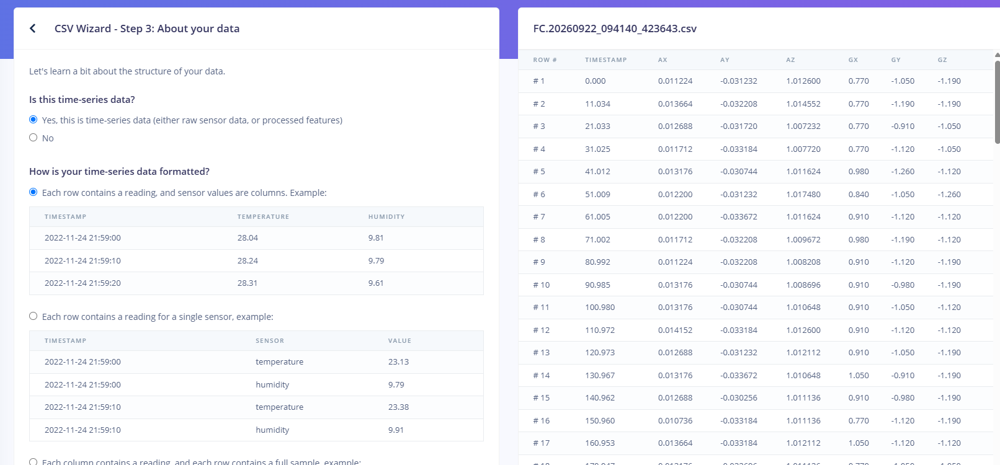 CSV Wizard - Step 3: About your data
Let's learn a bit about the structure of your data.
Is this time-series data?
Yes, this is time-series data (either raw sensor data, or processed features)
No
How is your time-series data formatted?
Each row contains a reading, and sensor values are columns. Example:
TIMESTAMP TEMPERATURE HUMIDITY
2022-11-24 21:59:00 28.04 9.81
2022-11-24 21:59:10 28.24 9.79
2022-11-24 21:59:20 28.31 9.61
Each row contains a reading for a single sensor, example:
TIMESTAMP SENSOR VALUE
2022-11-24 21:59:00 temperature 23.13
2022-11-24 21:59:00 humidity 9.79
2022-11-24 21:59:10 temperature 23.38
2022-11-24 21:59:10 humidity 9.91
Each column contains a reading, and each row contains a full sample, example:
FC.20260922_094140_423643.csv
ROW # TIMESTAMP AX AY AZ GX GY GZ
# 1 0.000 0.011224 -0.031232 1.012600 0.770 -1.050 -1.190
# 2 11.034 0.013664 -0.032208 1.014552 0.770 -1.190 -1.190
# 3 21.033 0.012688 -0.031720 1.007232 0.770 -0.910 -1.050
# 4 31.025 0.011712 -0.033184 1.007720 0.770 -1.120 -1.050
# 5 41.012 0.013176 -0.030744 1.011624 0.980 -1.260 -1.120
# 6 51.009 0.012200 -0.031232 1.017480 0.840 -1.050 -1.260
# 7 61.005 0.012200 -0.033672 1.011624 0.910 -1.120 -1.120
# 8 71.002 0.011712 -0.032208 1.009672 0.980 -1.190 -1.120
# 9 80.992 0.011224 -0.032208 1.008208 0.910 -1.120 -1.190
# 10 90.985 0.013176 -0.030744 1.008696 0.910 -0.980 -1.190
# 11 100.980 0.013176 -0.030744 1.010648 0.910 -1.050 -1.120
# 12 110.972 0.014152 -0.033184 1.012600 0.910 -1.120 -1.120
# 13 120.973 0.012688 -0.031232 1.012112 0.910 -1.050 -1.190
# 14 130.967 0.013176 -0.033672 1.010648 1.050 -0.910 -1.190
# 15 140.962 0.012688 -0.030256 1.011136 0.910 -0.980 -1.190
# 16 150.960 0.010736 -0.033184 1.011136 0.770 -1.120 -1.190
# 17 160.953 0.013664 -0.033184 1.012112 1.050 -1.120 -1.120